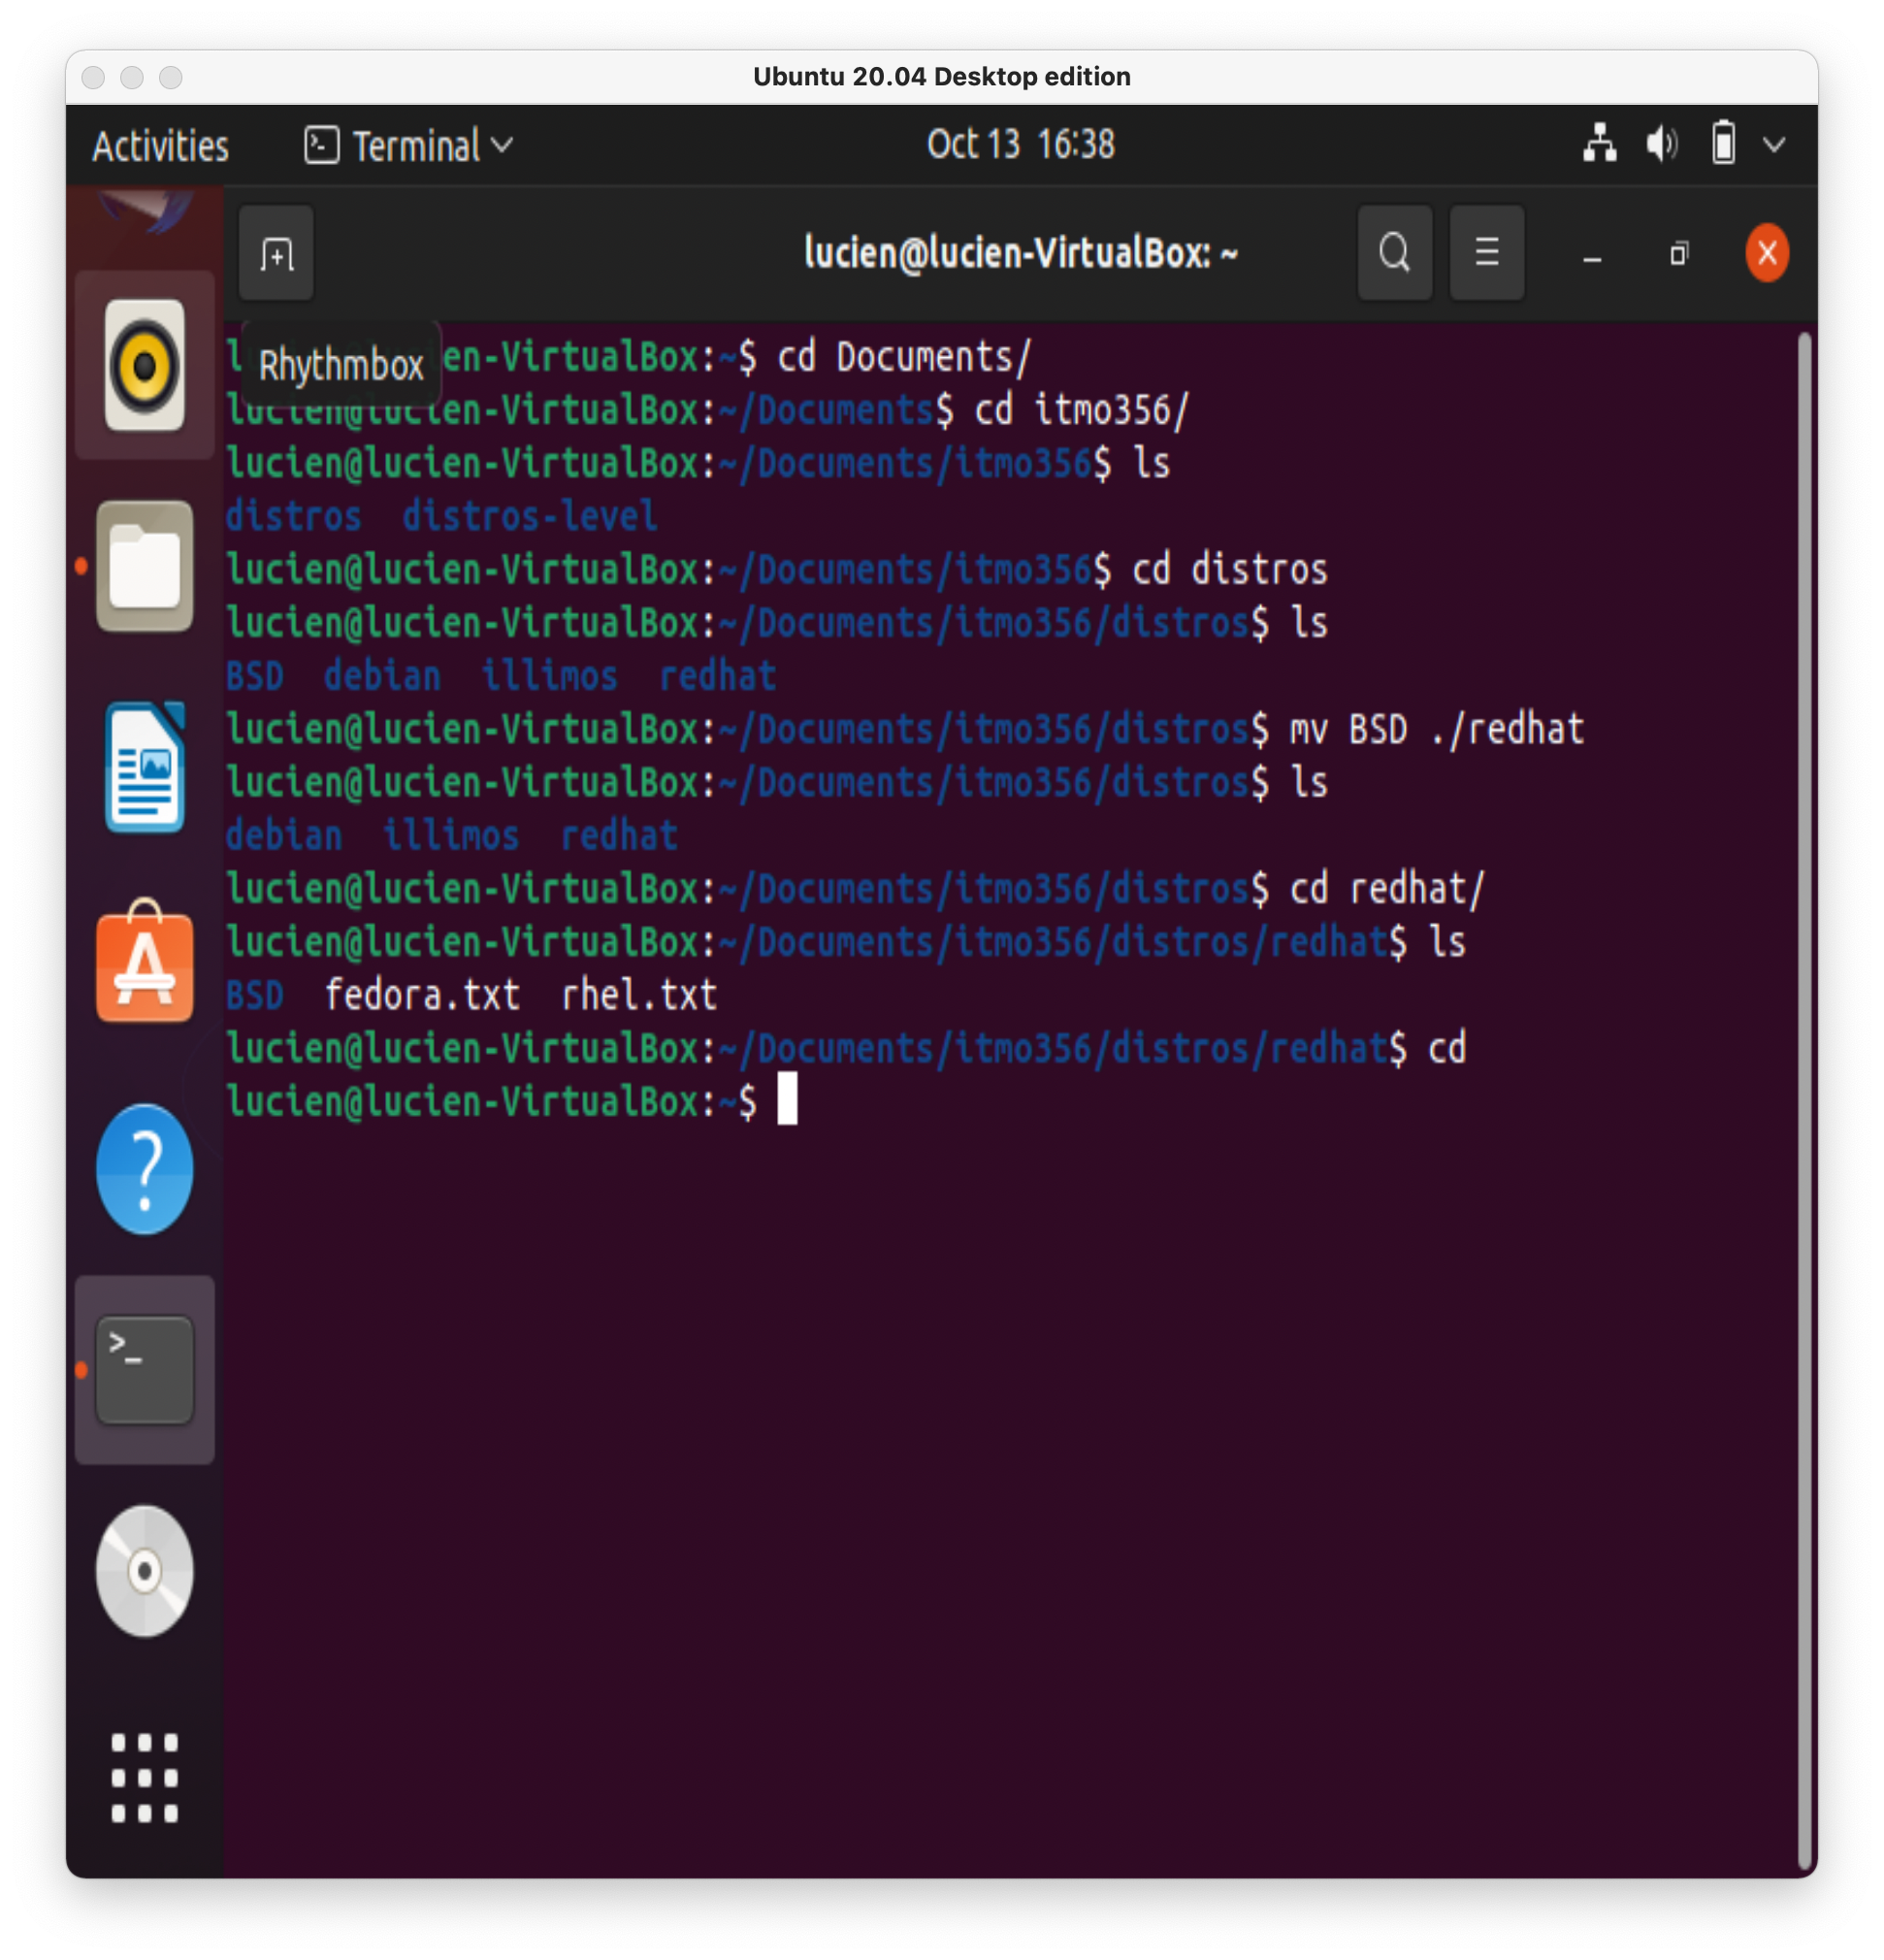 Ubuntu 20.04 Desktop edition
Activities Terminal Oct 13 16:38
lucien@lucien-VirtualBox: ~
Rhythmbox
en-VirtualBox:~$ cd Documents/
lucien@lucien-VirtualBox:~/Documents$ cd itmo356/
lucien@lucien-VirtualBox:~/Documents/itmo356$ ls
distros distros-level
lucien@lucien-VirtualBox:~/Documents/itmo356$ cd distros
lucien@lucien-VirtualBox:~/Documents/itmo356/distros$ ls
BSD debian illimos redhat
lucien@lucien-VirtualBox:~/Documents/itmo356/distros$ mv BSD ./redhat
lucien@lucien-VirtualBox:~/Documents/itmo356/distros$ ls
debian illimos redhat
lucien@lucien-VirtualBox:~/Documents/itmo356/distros$ cd redhat/
lucien@lucien-VirtualBox:~/Documents/itmo356/distros/redhat$ ls
BSD fedora.txt rhel.txt
lucien@lucien-VirtualBox:~/Documents/itmo356/distros/redhat$ cd
lucien@lucien-VirtualBox:~$